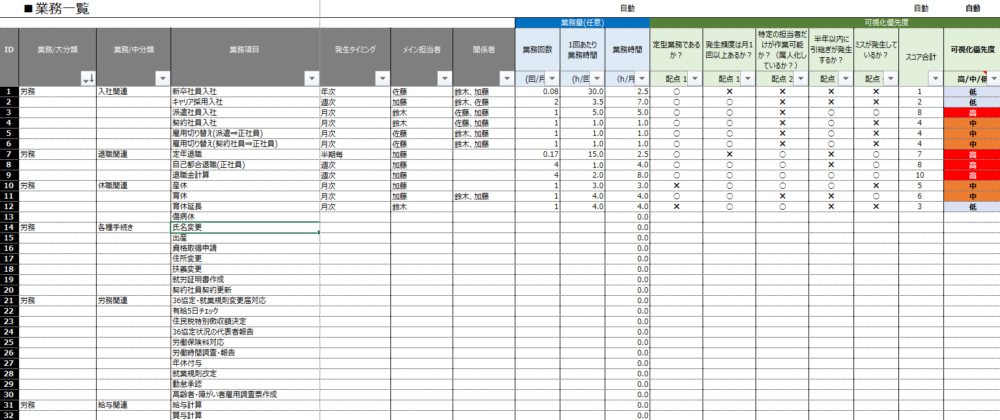 ■業務一覧
自動 自動 自動
業務量(任意) 可視化優先度
ID 業務/大分類 業務/中分類 業務項目 発生タイミング メイン担当者 関係者 業務回数 1回あたり業務時間 業務時間 定型業務であるか？ 発生頻度は月1回以上あるか？ 特定の担当者だけが作業可能か？（属人化しているか？） 半年以内に引継ぎが発生するか？ ミスが発生しているか？ スコア合計 可視化優先度
(回/月 (h/回 (h/月 配点 1 配点 1 配点 2 配点 配点 高/中/低
1 労務 入社関連 新卒社員入社 年次 佐藤 鈴木、加藤 0.08 30.0 2.5 ○ × × × × 1 低
2 キャリア採用入社 週次 加藤 鈴木、佐藤 2 3.5 7.0 ○ ○ × × × 2 低
3 派遣社員入社 月次 鈴木 佐藤、加藤 1 5.0 5.0 ○ ○ × ○ ○ 8 高
4 契約社員入社 月次 鈴木 佐藤、加藤 1 1.0 1.0 ○ ○ × ○ × 4 中
5 雇用切り替え(派遣⇒正社員) 月次 佐藤 鈴木、加藤 1 1.0 1.0 ○ ○ × ○ × 4 中
6 雇用切り替え(契約社員⇒正社員) 月次 佐藤 鈴木、加藤 1 1.0 1.0 ○ ○ × ○ × 4 中
7 労務 退職関連 定年退職 半期毎 加藤 0.17 15.0 2.5 ○ × ○ × ○ 7 高
8 自己都合退職(正社員) 週次 加藤 4 1.0 4.0 ○ ○ ○ × ○ 8 高
9 退職金計算 週次 加藤 4 2.0 8.0 ○ ○ ○ ○ ○ 10 高
10 労務 休職関連 産休 月次 加藤 1 3.0 3.0 × ○ ○ ○ × 5 中
11 育休 月次 加藤 鈴木、加藤 1 4.0 4.0 ○ ○ × × ○ 6 中
12 育休延長 月次 鈴木 1 4.0 4.0 × ○ ○ × × 3 低
13 傷病休 0.0
14 労務 各種手続き 氏名変更 0.0
15 出産 0.0
16 資格取得申請 0.0
17 住所変更 0.0
18 扶養変更 0.0
19 就労証明書作成 0.0
20 契約社員契約更新 0.0
21 労務 労務関連 36協定・就業規則変更届対応 0.0
22 有給5日チェック 0.0
23 住民税特別徴収額決定 0.0
24 36協定状況の代表者報告 0.0
25 労働保険料対応 0.0
26 労働時間調査・報告 0.0
27 年休付与 0.0
28 就業規則改定 0.0
29 勤怠承認 0.0
30 高齢者・障がい者雇用調査票作成 0.0
31 労務 給与関連 給与計算 0.0
32 賞与計算 0.0